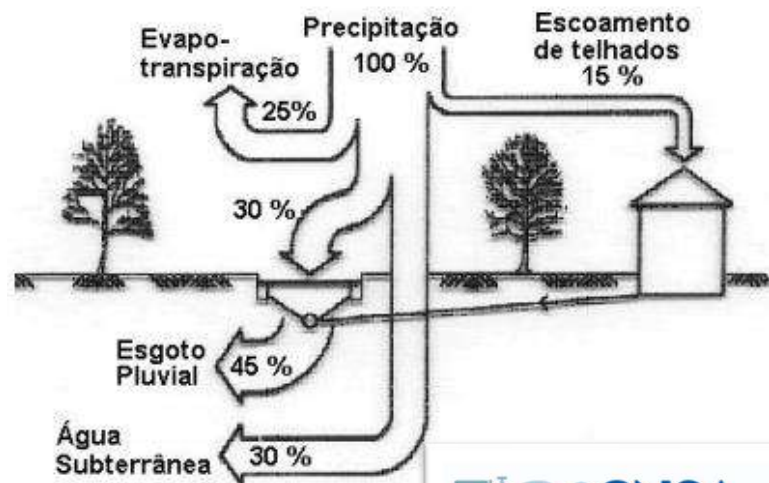 Evapo-
transpiração
25%
Precipitação
100 %
Escoamento
de telhados
15 %
30 %
Esgoto
Pluvial
45 %
Água
Subterrânea
30 %